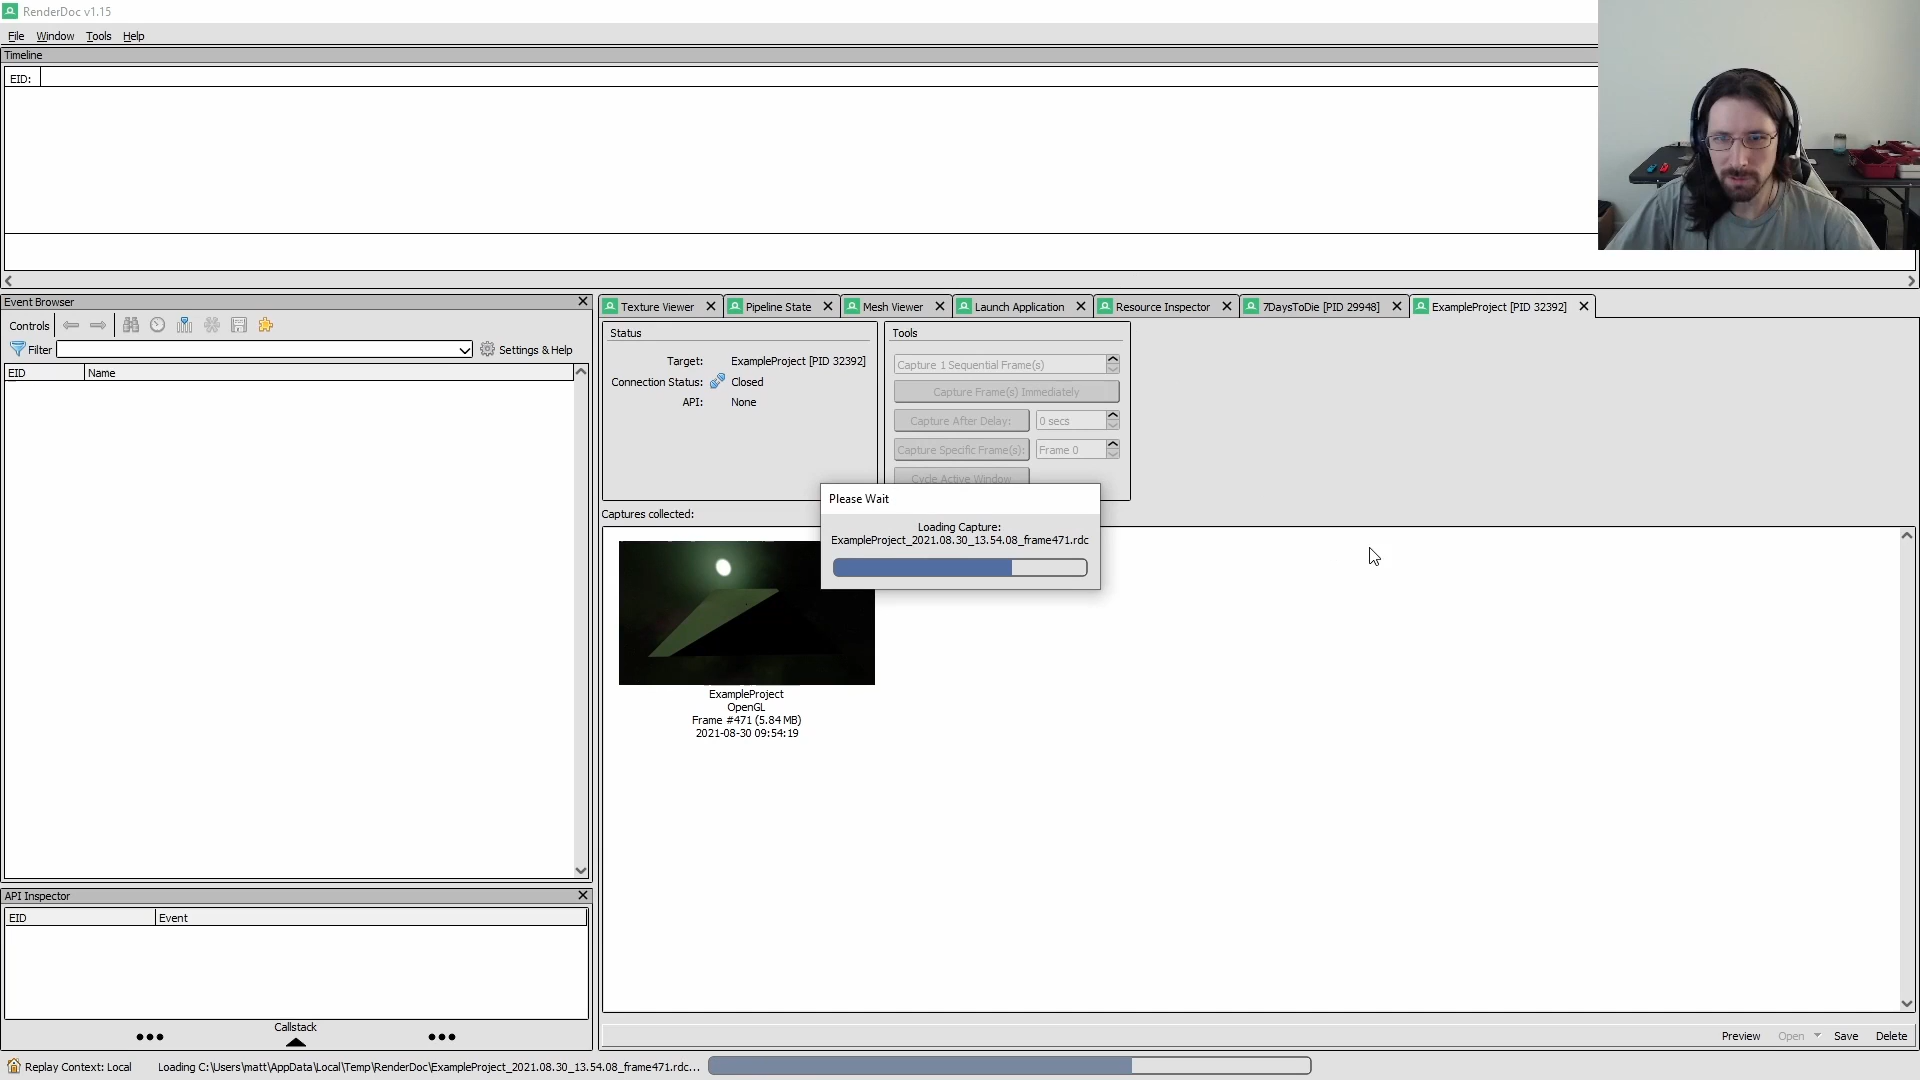 RenderDoc v1.15
File Window Tools Help
Timeline
EID:
Event Browser
Controls
Filter
Settings & Help
EID Name
Texture Viewer
Pipeline State
Mesh Viewer
Launch Application
Resource Inspector
7DaysToDie [PID 29948]
ExampleProject [PID 32392]
Status
Target: ExampleProject [PID 32392]
Connection Status: Closed
API: None
Tools
Capture 1 Sequential Frame(s)
Capture Frame(s) Immediately
Capture After Delay: 0 secs
Capture Specific Frame(s): Frame 0
Cycle Active Window
Captures collected:
Please Wait
Loading Capture:
ExampleProject_2021.08.30_13.54.08_frame471.rdc
ExampleProject
OpenGL
Frame #471 (5.84 MB)
2021-08-30 09:54:19
API Inspector
EID Event
Callstack
Preview Open Save Delete
Replay Context: Local Loading C:\Users\matt\AppData\Local\Temp\RenderDoc\ExampleProject_2021.08.30_13.54.08_frame471.rdc...